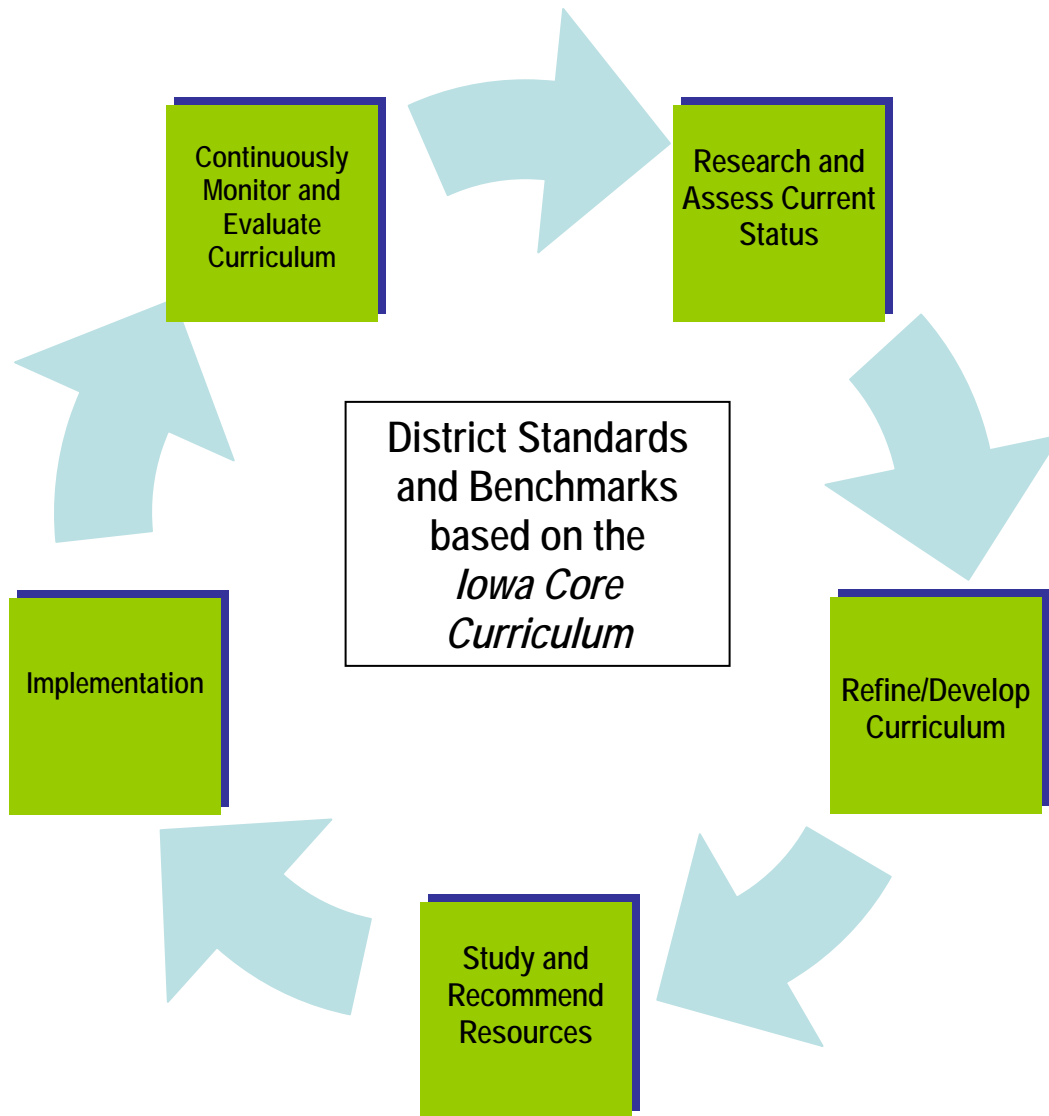 Continuously
Monitor and
Evaluate
Curriculum
Research and
Assess Current
Status
District Standards
and Benchmarks
based on the
Iowa Core
Curriculum
Implementation
Refine/Develop
Curriculum
Study and
Recommend
Resources